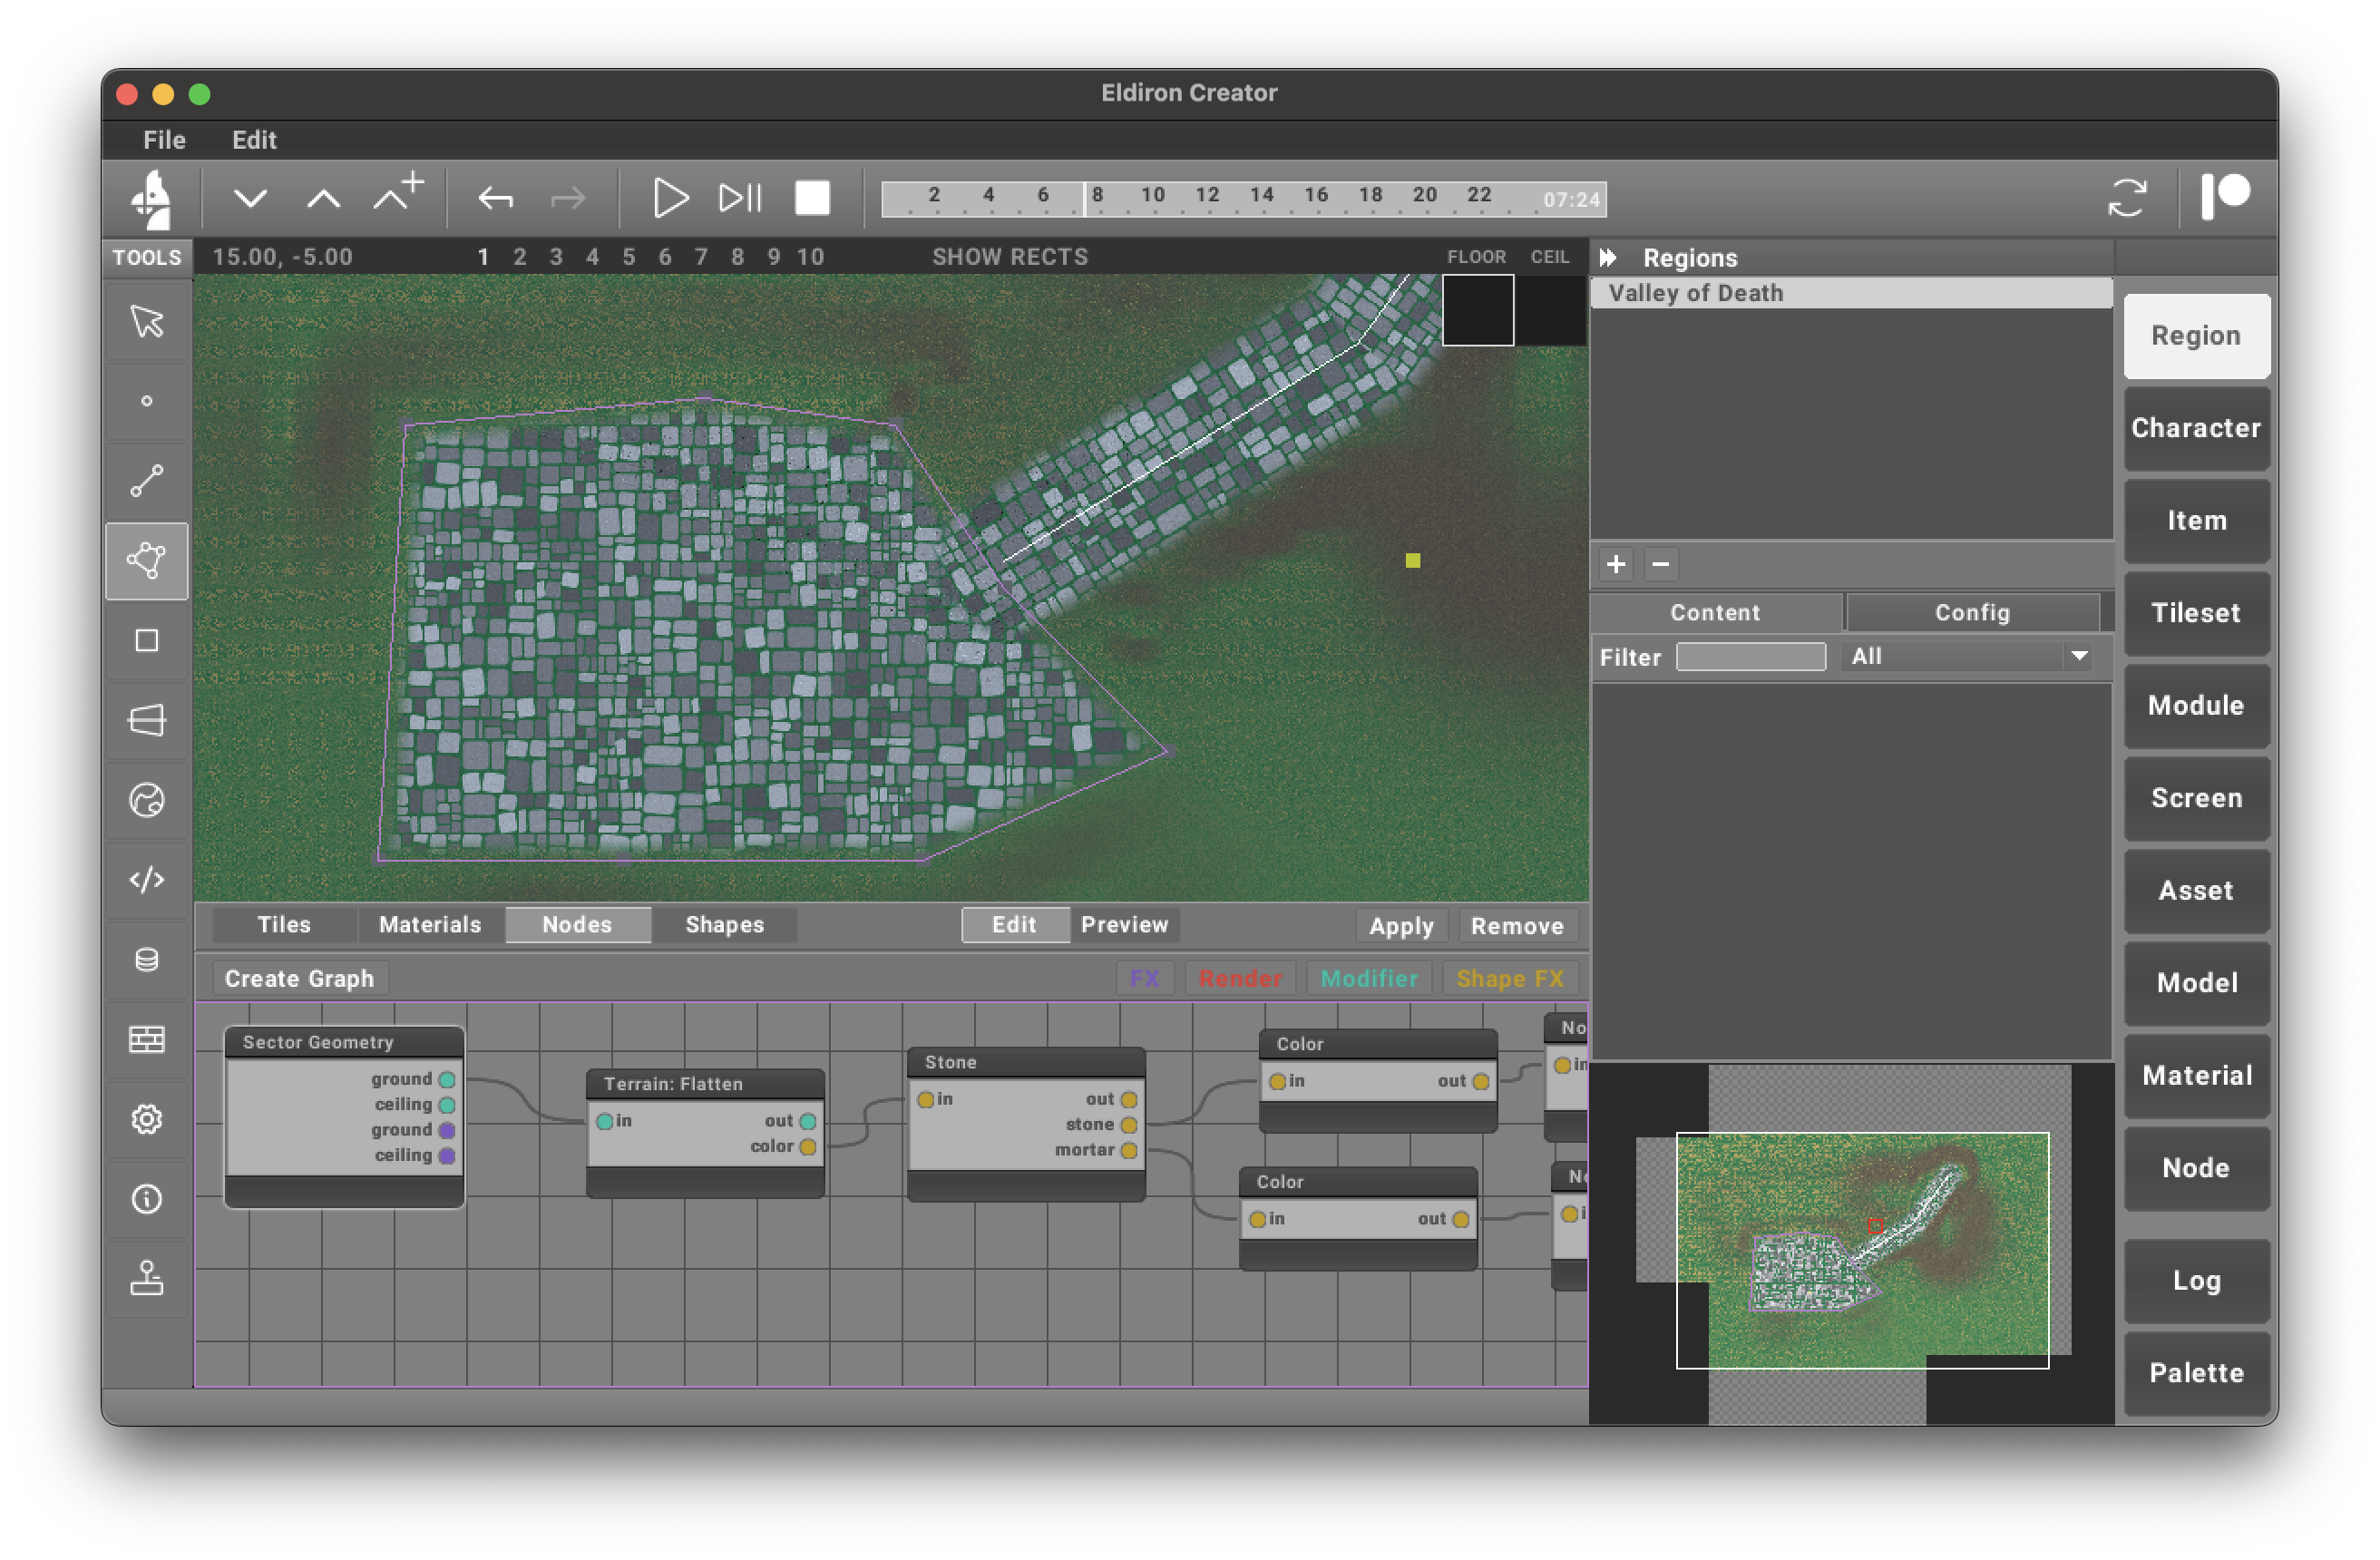 Eldiron Creator
File Edit
2 4 6 8 10 12 14 16 18 20 22 07:24
TOOLS 15.00, -5.00 1 2 3 4 5 6 7 8 9 10 SHOW RECTS FLOOR CEIL
Regions
Valley of Death
Region
Character
Item
Tileset
Module
Screen
Asset
Model
Material
Node
Log
Palette
Content Config
Filter All
Tiles Materials Nodes Shapes Edit Preview Apply Remove
Create Graph FX Render Modifier Shape FX
Sector Geometry
ground
ceiling
ground
ceiling
Terrain: Flatten
in out
color
Stone
in out
stone
mortar
Color
in out
Color
in out
No
in
No